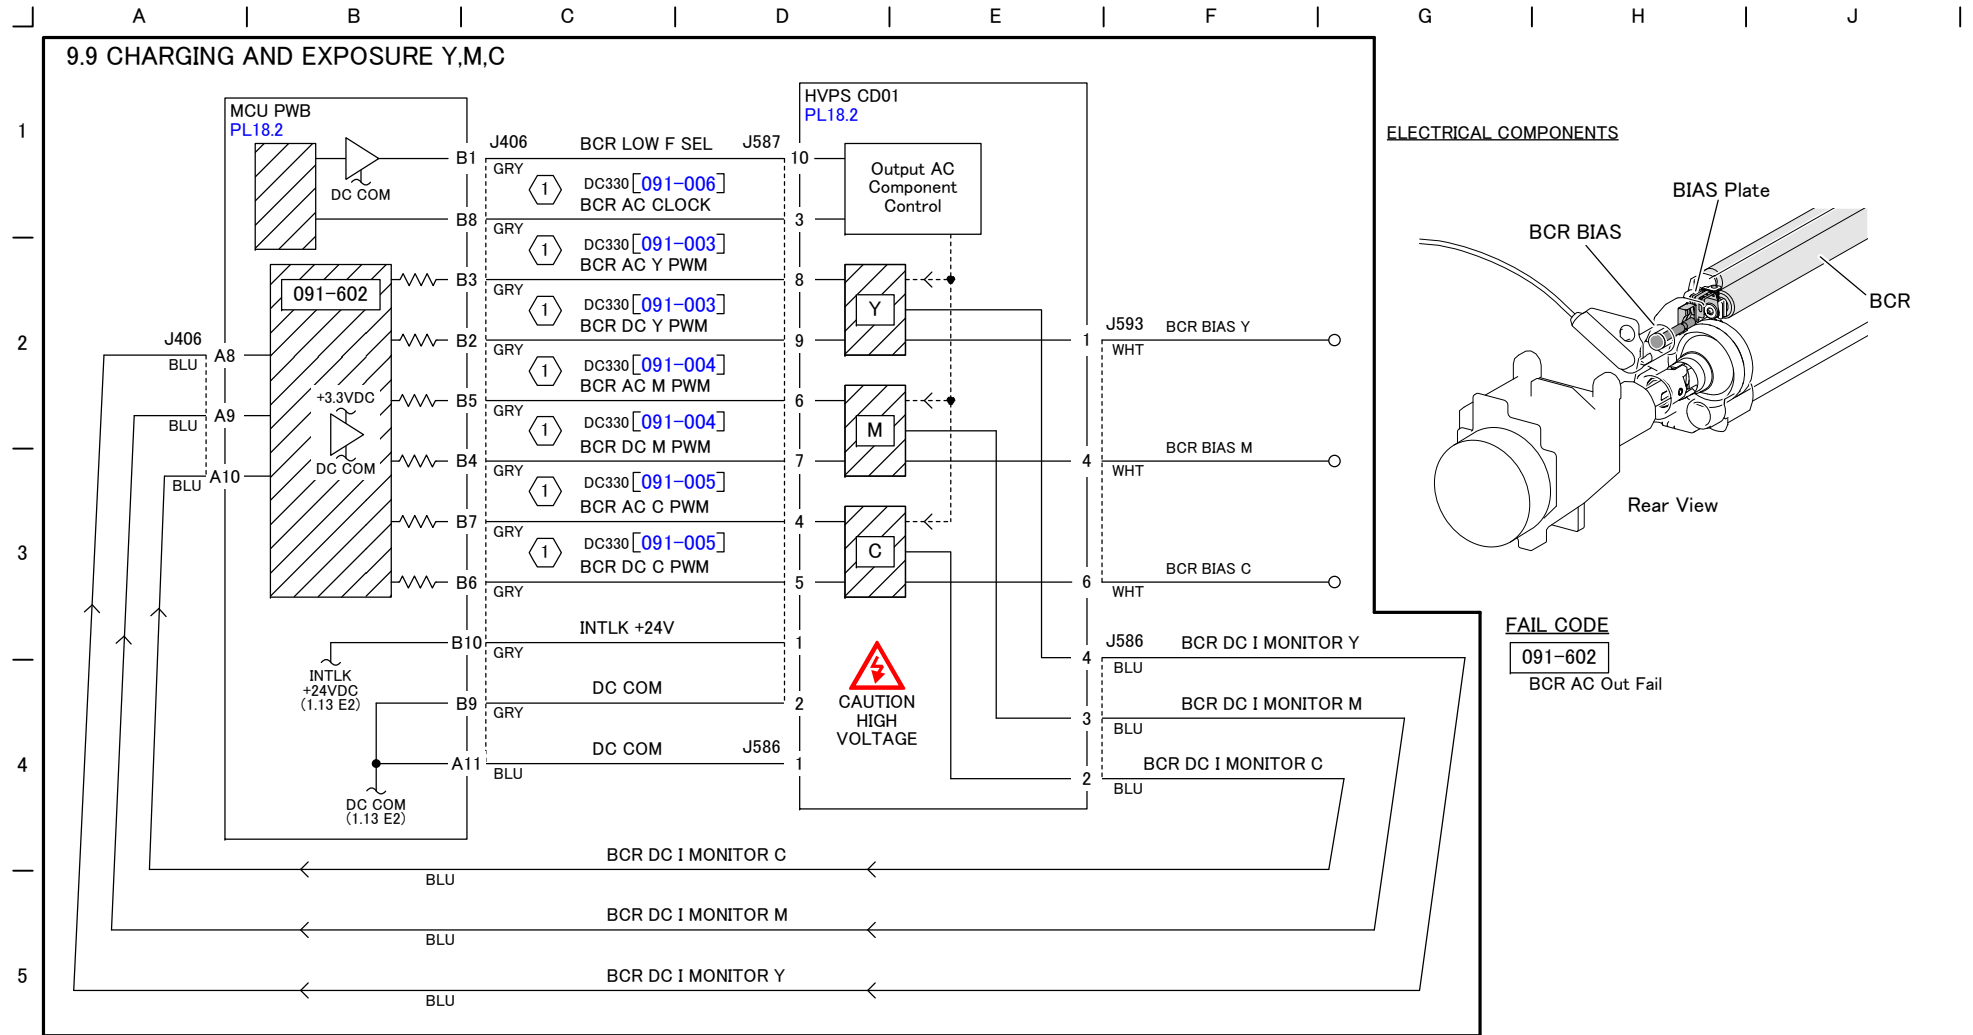 A B C D E F G H J
9.9 CHARGING AND EXPOSURE Y,M,C
1
2
3
4
5
MCU PWB
PL18.2
HVPS CD01
PL18.2
DC COM
J406
BCR LOW F SEL
J587
B1
GRY
10
1
DC330 [091-006]
BCR AC CLOCK
B8
GRY
3
Output AC
Component
Control
1
DC330 [091-003]
BCR AC Y PWM
B3
GRY
8
1
DC330 [091-003]
BCR DC Y PWM
B2
GRY
9
1
DC330 [091-004]
BCR AC M PWM
B5
GRY
6
1
DC330 [091-004]
BCR DC M PWM
B4
GRY
7
1
DC330 [091-005]
BCR AC C PWM
B7
GRY
4
1
DC330 [091-005]
BCR DC C PWM
B6
GRY
5
091-602
+3.3VDC
DC COM
J406
BLU
A8
BLU
A9
BLU
A10
Y
M
C
J593
1
BCR BIAS Y
WHT
4
BCR BIAS M
WHT
6
BCR BIAS C
WHT
INTLK
+24VDC
(1.13 E2)
B10
GRY
INTLK +24V
1
B9
GRY
DC COM
2
A11
BLU
DC COM
J586
1
DC COM
(1.13 E2)
CAUTION
HIGH
VOLTAGE
J586
4
BCR DC I MONITOR Y
BLU
3
BCR DC I MONITOR M
BLU
2
BCR DC I MONITOR C
BLU
BCR DC I MONITOR C
BLU
BCR DC I MONITOR M
BLU
BCR DC I MONITOR Y
BLU
ELECTRICAL COMPONENTS
BIAS Plate
BCR BIAS
BCR
Rear View
FAIL CODE
091-602
BCR AC Out Fail